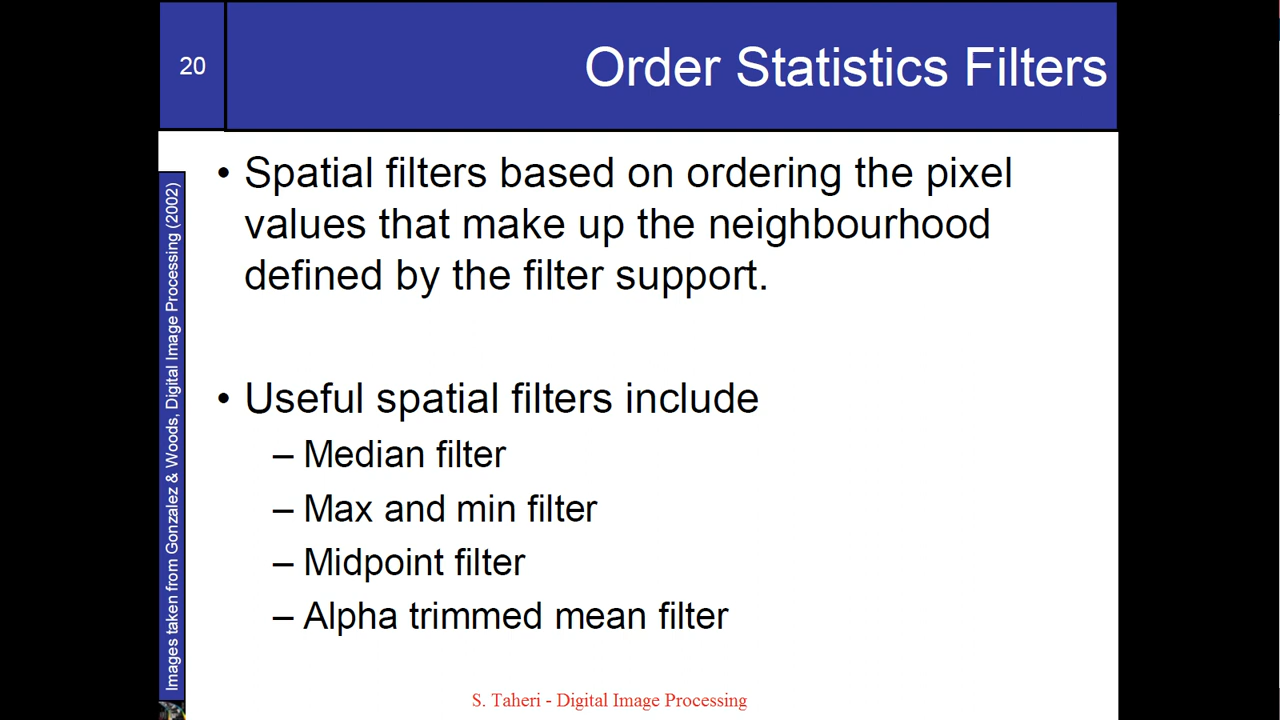 20
Order Statistics Filters
• Spatial filters based on ordering the pixel
values that make up the neighbourhood
defined by the filter support.
• Useful spatial filters include
– Median filter
– Max and min filter
– Midpoint filter
– Alpha trimmed mean filter
Images taken from Gonzalez & Woods, Digital Image Processing (2002)
S. Taheri - Digital Image Processing